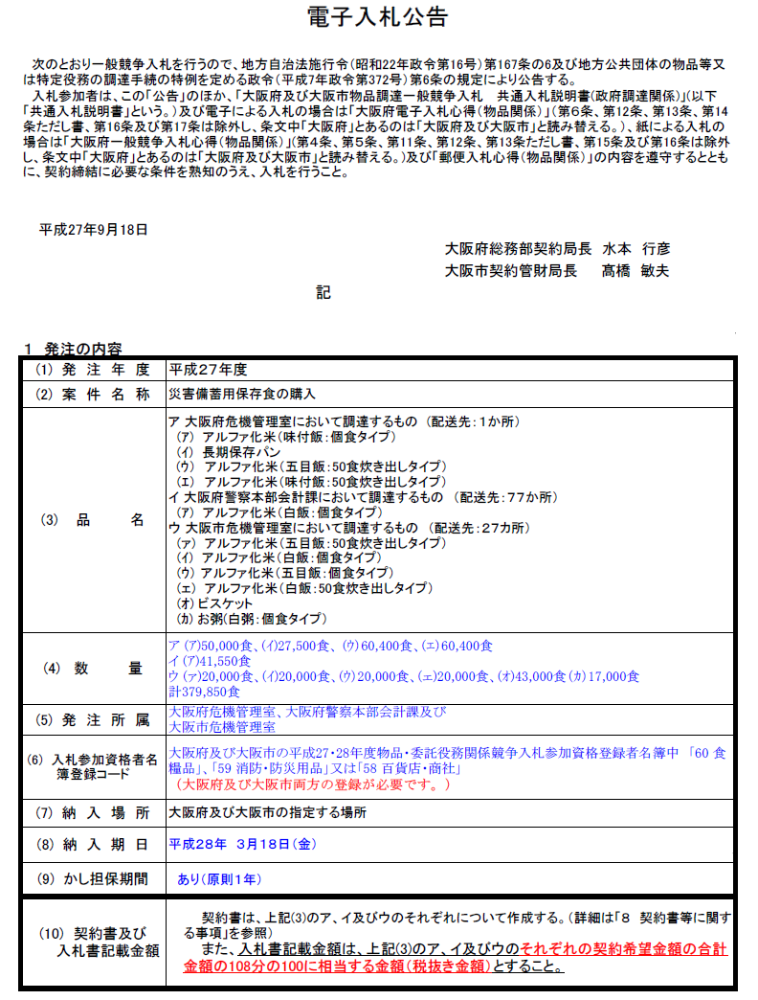 電子入札公告
次のとおり一般競争入札を行うので、地方自治法施行令(昭和22年政令第16号)第167条の6及び地方公共団体の物品等又
は特定役務の調達手続の特例を定める政令(平成7年政令第372号)第6条の規定により公告する。
入札参加者は、この「公告」のほか、「大阪府及び大阪市物品調達一般競争入札　共通入札説明書(政府調達関係)」(以下
「共通入札説明書」という。)及び電子による入札の場合は「大阪府電子入札心得(物品関係)」(第6条、第12条、第13条、第14
条ただし書、第16条及び第17条は除外し、条文中「大阪府」とあるのは「大阪府及び大阪市」と読み替える。)、紙による入札の
場合は「大阪府一般競争入札心得(物品関係)」(第4条、第5条、第11条、第12条、第13条ただし書、第15条及び第16条は除外
し、条文中「大阪府」とあるのは「大阪府及び大阪市」と読み替える。)及び「郵便入札心得(物品関係)」の内容を遵守するととも
に、契約締結に必要な条件を熟知のうえ、入札を行うこと。
平成27年9月18日
大阪府総務部契約局長　水本　行彦
大阪市契約管財局長　髙橋　敏夫
記
1　発注の内容
(1) 発 注 年 度　平成27年度
(2) 案 件 名 称　災害備蓄用保存食の購入
(3)　品　　　名
ア 大阪府危機管理室において調達するもの　(配送先:1か所)
(ア)　アルファ化米(味付飯:個食タイプ)
(イ)　長期保存パン
(ウ)　アルファ化米(五目飯:50食炊き出しタイプ)
(エ)　アルファ化米(味付飯:50食炊き出しタイプ)
イ 大阪府警察本部会計課において調達するもの　(配送先:77か所)
(ア)　アルファ化米(白飯:個食タイプ)
ウ 大阪市危機管理室において調達するもの　(配送先:27カ所)
(ァ)　アルファ化米(五目飯:50食炊き出しタイプ)
(イ)　アルファ化米(白飯:個食タイプ)
(ウ)　アルファ化米(五目飯:個食タイプ)
(ェ)　アルファ化米(白飯:50食炊き出しタイプ)
(オ) ビスケット
(カ) お粥(白粥:個食タイプ)
(4)　数　　　量
ア (ア)50,000食、(イ)27,500食、(ウ)60,400食、(エ)60,400食
イ (ア)41,550食
ウ (ァ)20,000食、(イ)20,000食、(ウ)20,000食、(ェ)20,000食、(オ)43,000食(カ)17,000食
計379,850食
(5) 発 注 所 属
大阪府危機管理室、大阪府警察本部会計課及び
大阪市危機管理室
(6)　入札参加資格者名
簿登録コード
大阪府及び大阪市の平成27・28年度物品・委託役務関係競争入札参加資格登録者名簿中　「60 食
糧品」、「59 消防・防災用品」又は「58 百貨店・商社」
(大阪府及び大阪市両方の登録が必要です。)
(7) 納 入 場 所　大阪府及び大阪市の指定する場所
(8) 納 入 期 日　平成28年　3月18日(金)
(9) かし担保期間　あり(原則1年)
(10) 契約書及び
入札書記載金額
契約書は、上記(3)のア、イ及びウのそれぞれについて作成する。(詳細は「8　契約書等に関す
る事項」を参照)
また、入札書記載金額は、上記(3)のア、イ及びウのそれぞれの契約希望金額の合計
金額の108分の100に相当する金額(税抜き金額)とすること。